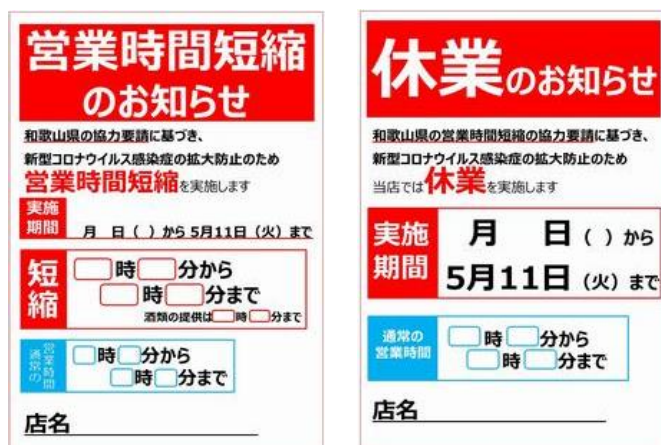 営業時間短縮
のお知らせ
和歌山県の協力要請に基づき、
新型コロナウイルス感染症の拡大防止のため
営業時間短縮を実施します
実施
期間
月 日 ( ) から 5月11日 (火) まで
短縮
時 分から
時 分まで
酒類の提供は 時 分まで
通常の
営業時間
時 分から
時 分まで
店名
休業のお知らせ
和歌山県の営業時間短縮の協力要請に基づき、
新型コロナウイルス感染症の拡大防止のため
当店では休業を実施します
実施
期間
月 日 ( ) から
5月11日 (火) まで
通常の
営業時間
時 分から
時 分まで
店名